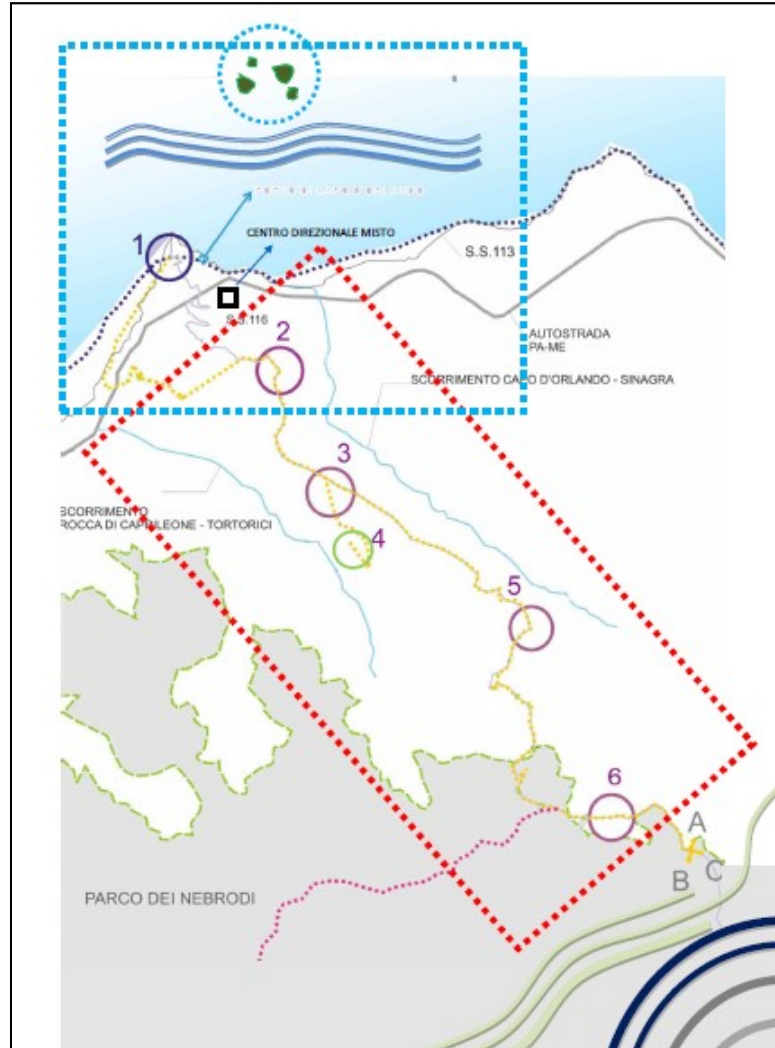 1
CENTRO DIREZIONALE MISTO
S.S.113
S.S.116
AUTOSTRADA
PA-ME
2
SCORRIMENTO CAPO D'ORLANDO - SINAGRA
3
SCORRIMENTO
ROCCA DI CAPRILEONE - TORTORICI
4
5
6
A
B
C
PARCO DEI NEBRODI